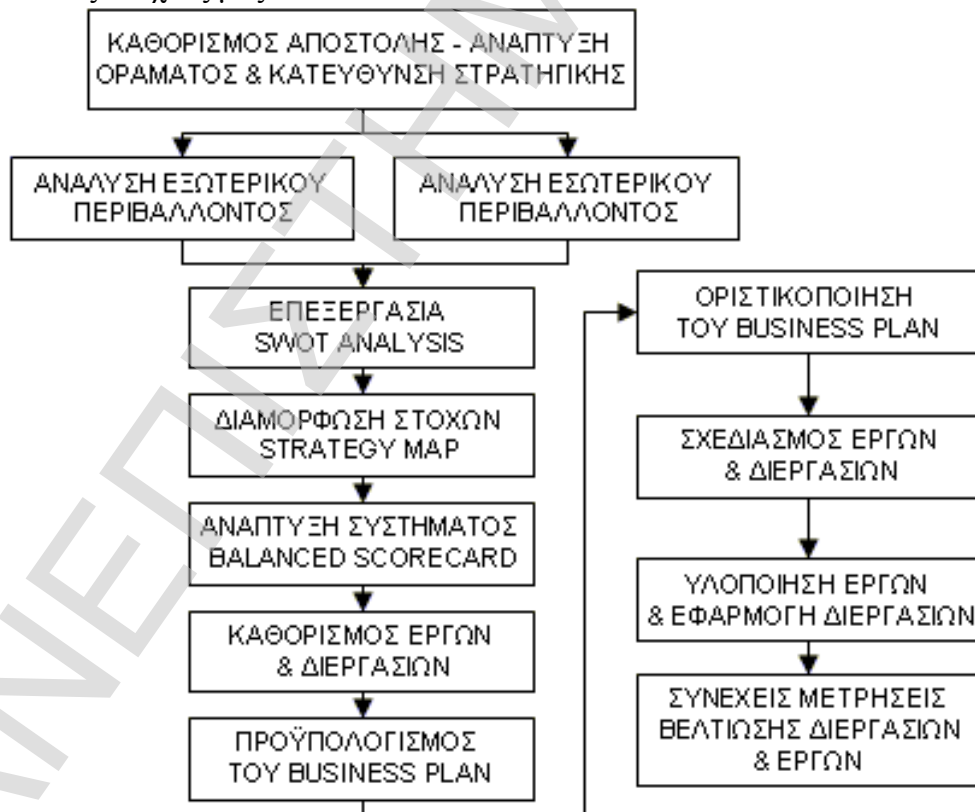 ΚΑΘΟΡΙΣΜΟΣ ΑΠΟΣΤΟΛΗΣ - ΑΝΑΠΤΥΞΗ
ΟΡΑΜΑΤΟΣ & ΚΑΤΕΥΘΥΝΣΗ ΣΤΡΑΤΗΓΙΚΗΣ
ΑΝΑΛΥΣΗ ΕΞΩΤΕΡΙΚΟΥ
ΠΕΡΙΒΑΛΛΟΝΤΟΣ
ΑΝΑΛΥΣΗ ΕΣΩΤΕΡΙΚΟΥ
ΠΕΡΙΒΑΛΛΟΝΤΟΣ
ΕΠΕΞΕΡΓΑΣΙΑ
SWOT ANALYSIS
ΔΙΑΜΟΡΦΩΣΗ ΣΤΟΧΩΝ
STRATEGY MAP
ΑΝΑΠΤΥΞΗ ΣΥΣΤΗΜΑΤΟΣ
BALANCED SCORECARD
ΚΑΘΟΡΙΣΜΟΣ ΕΡΓΩΝ
& ΔΙΕΡΓΑΣΙΩΝ
ΠΡΟΫΠΟΛΟΓΙΣΜΟΣ
ΤΟΥ BUSINESS PLAN
ΟΡΙΣΤΙΚΟΠΟΙΗΣΗ
ΤΟΥ BUSINESS PLAN
ΣΧΕΔΙΑΣΜΟΣ ΕΡΓΩΝ
& ΔΙΕΡΓΑΣΙΩΝ
ΥΛΟΠΟΙΗΣΗ ΕΡΓΩΝ
& ΕΦΑΡΜΟΓΗ ΔΙΕΡΓΑΣΙΩΝ
ΣΥΝΕΧΕΙΣ ΜΕΤΡΗΣΕΙΣ
ΒΕΛΤΙΩΣΗΣ ΔΙΕΡΓΑΣΙΩΝ
& ΕΡΓΩΝ